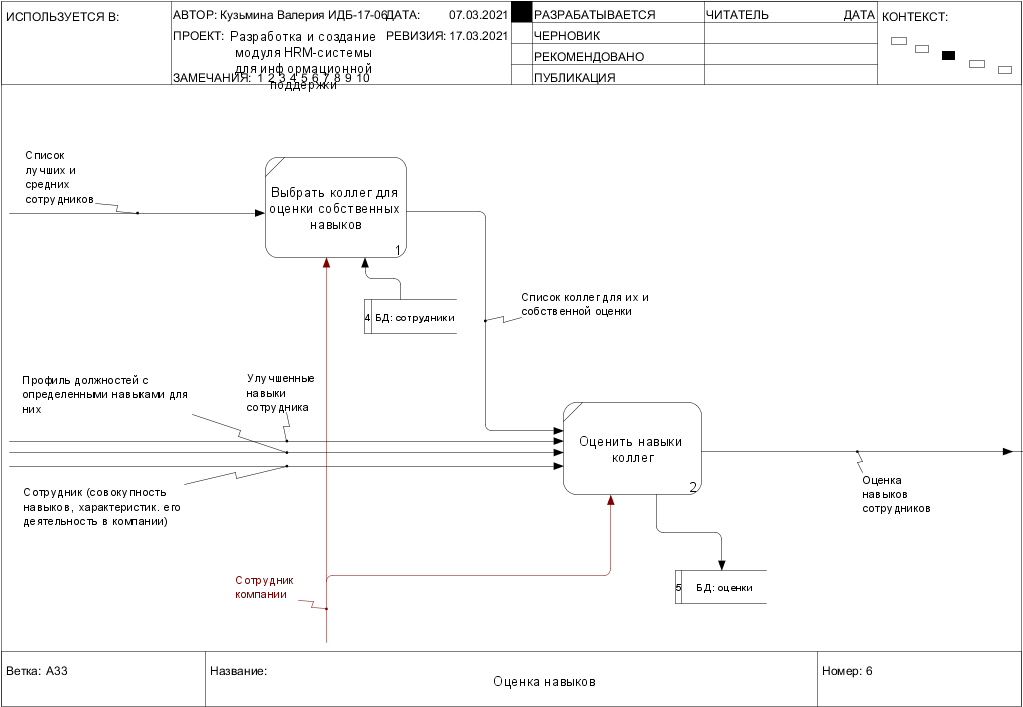 ИСПОЛЬЗУЕТСЯ В:
АВТОР: Кузьмина Валерия ИДБ-17-06
ДАТА: 07.03.2021
ПРОЕКТ: Разработка и создание
модуля HRM-системы
для информационной
поддержки
РЕВИЗИЯ: 17.03.2021
ЗАМЕЧАНИЯ: 1 2 3 4 5 6 7 8 9 10
РАЗРАБАТЫВАЕТСЯ
ЧЕРНОВИК
РЕКОМЕНДОВАНО
ПУБЛИКАЦИЯ
ЧИТАТЕЛЬ
ДАТА
КОНТЕКСТ:
Список
лучших и
средних
сотрудников
Выбрать коллег для
оценки собственных
навыков
1
4 БД: сотрудники
Список коллег для их и
собственной оценки
Профиль должностей с
определенными навыками для
них
Улучшенные
навыки
сотрудника
Оценить навыки
коллег
2
Сотрудник (совокупность
навыков, характеристик. его
деятельность в компании)
Оценка
навыков
сотрудников
Сотрудник
компании
5 БД: оценки
Ветка: A33
Название:
Оценка навыков
Номер: 6